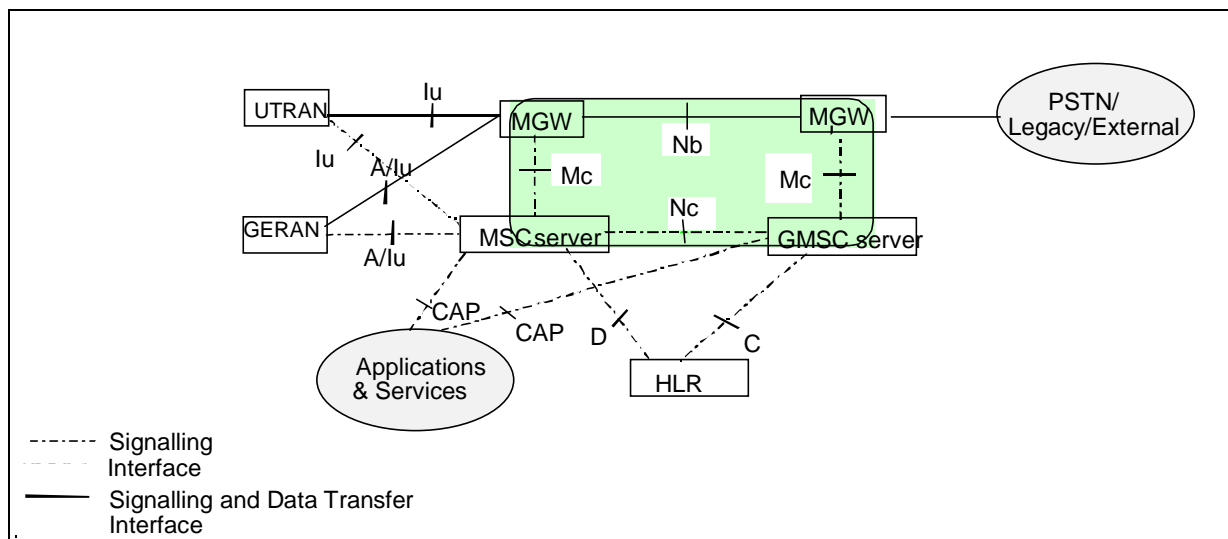 Iu
UTRAN
MGW
MGW
PSTN/
Legacy/External
Nb
Iu
A/Iu
Mc
Mc
Nc
GERAN
MSC server
GMSC server
A/Iu
CAP
CAP
D
C
Applications
& Services
HLR
Signalling
Interface
Signalling and Data Transfer
Interface